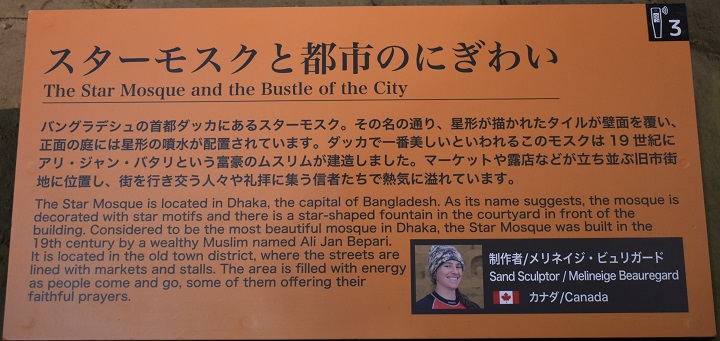 3
スターモスクと都市のにぎわい
The Star Mosque and the Bustle of the City
バングラデシュの首都ダッカにあるスターモスク。その名の通り、星形が描かれたタイルが壁面を覆い、
正面の庭には星形の噴水が配置されています。ダッカで一番美しいといわれるこのモスクは19世紀に
アリ・ジャン・バタリという富豪のムスリムが建造しました。マーケットや露店などが立ち並ぶ旧市街
地に位置し、街を行き交う人々や礼拝に集う信者たちで熱気に溢れています。
The Star Mosque is located in Dhaka, the capital of Bangladesh. As its name suggests, the mosque is
decorated with star motifs and there is a star-shaped fountain in the courtyard in front of the
building. Considered to be the most beautiful mosque in Dhaka, the Star Mosque was built in the
19th century by a wealthy Muslim named Ali Jan Bepari.
It is located in the old town district, where the streets are
lined with markets and stalls. The area is filled with energy
as people come and go, some of them offering their
faithful prayers.
制作者/メリネイジ・ビュリガード
Sand Sculptor / Melineige Beauregard
カナダ/Canada